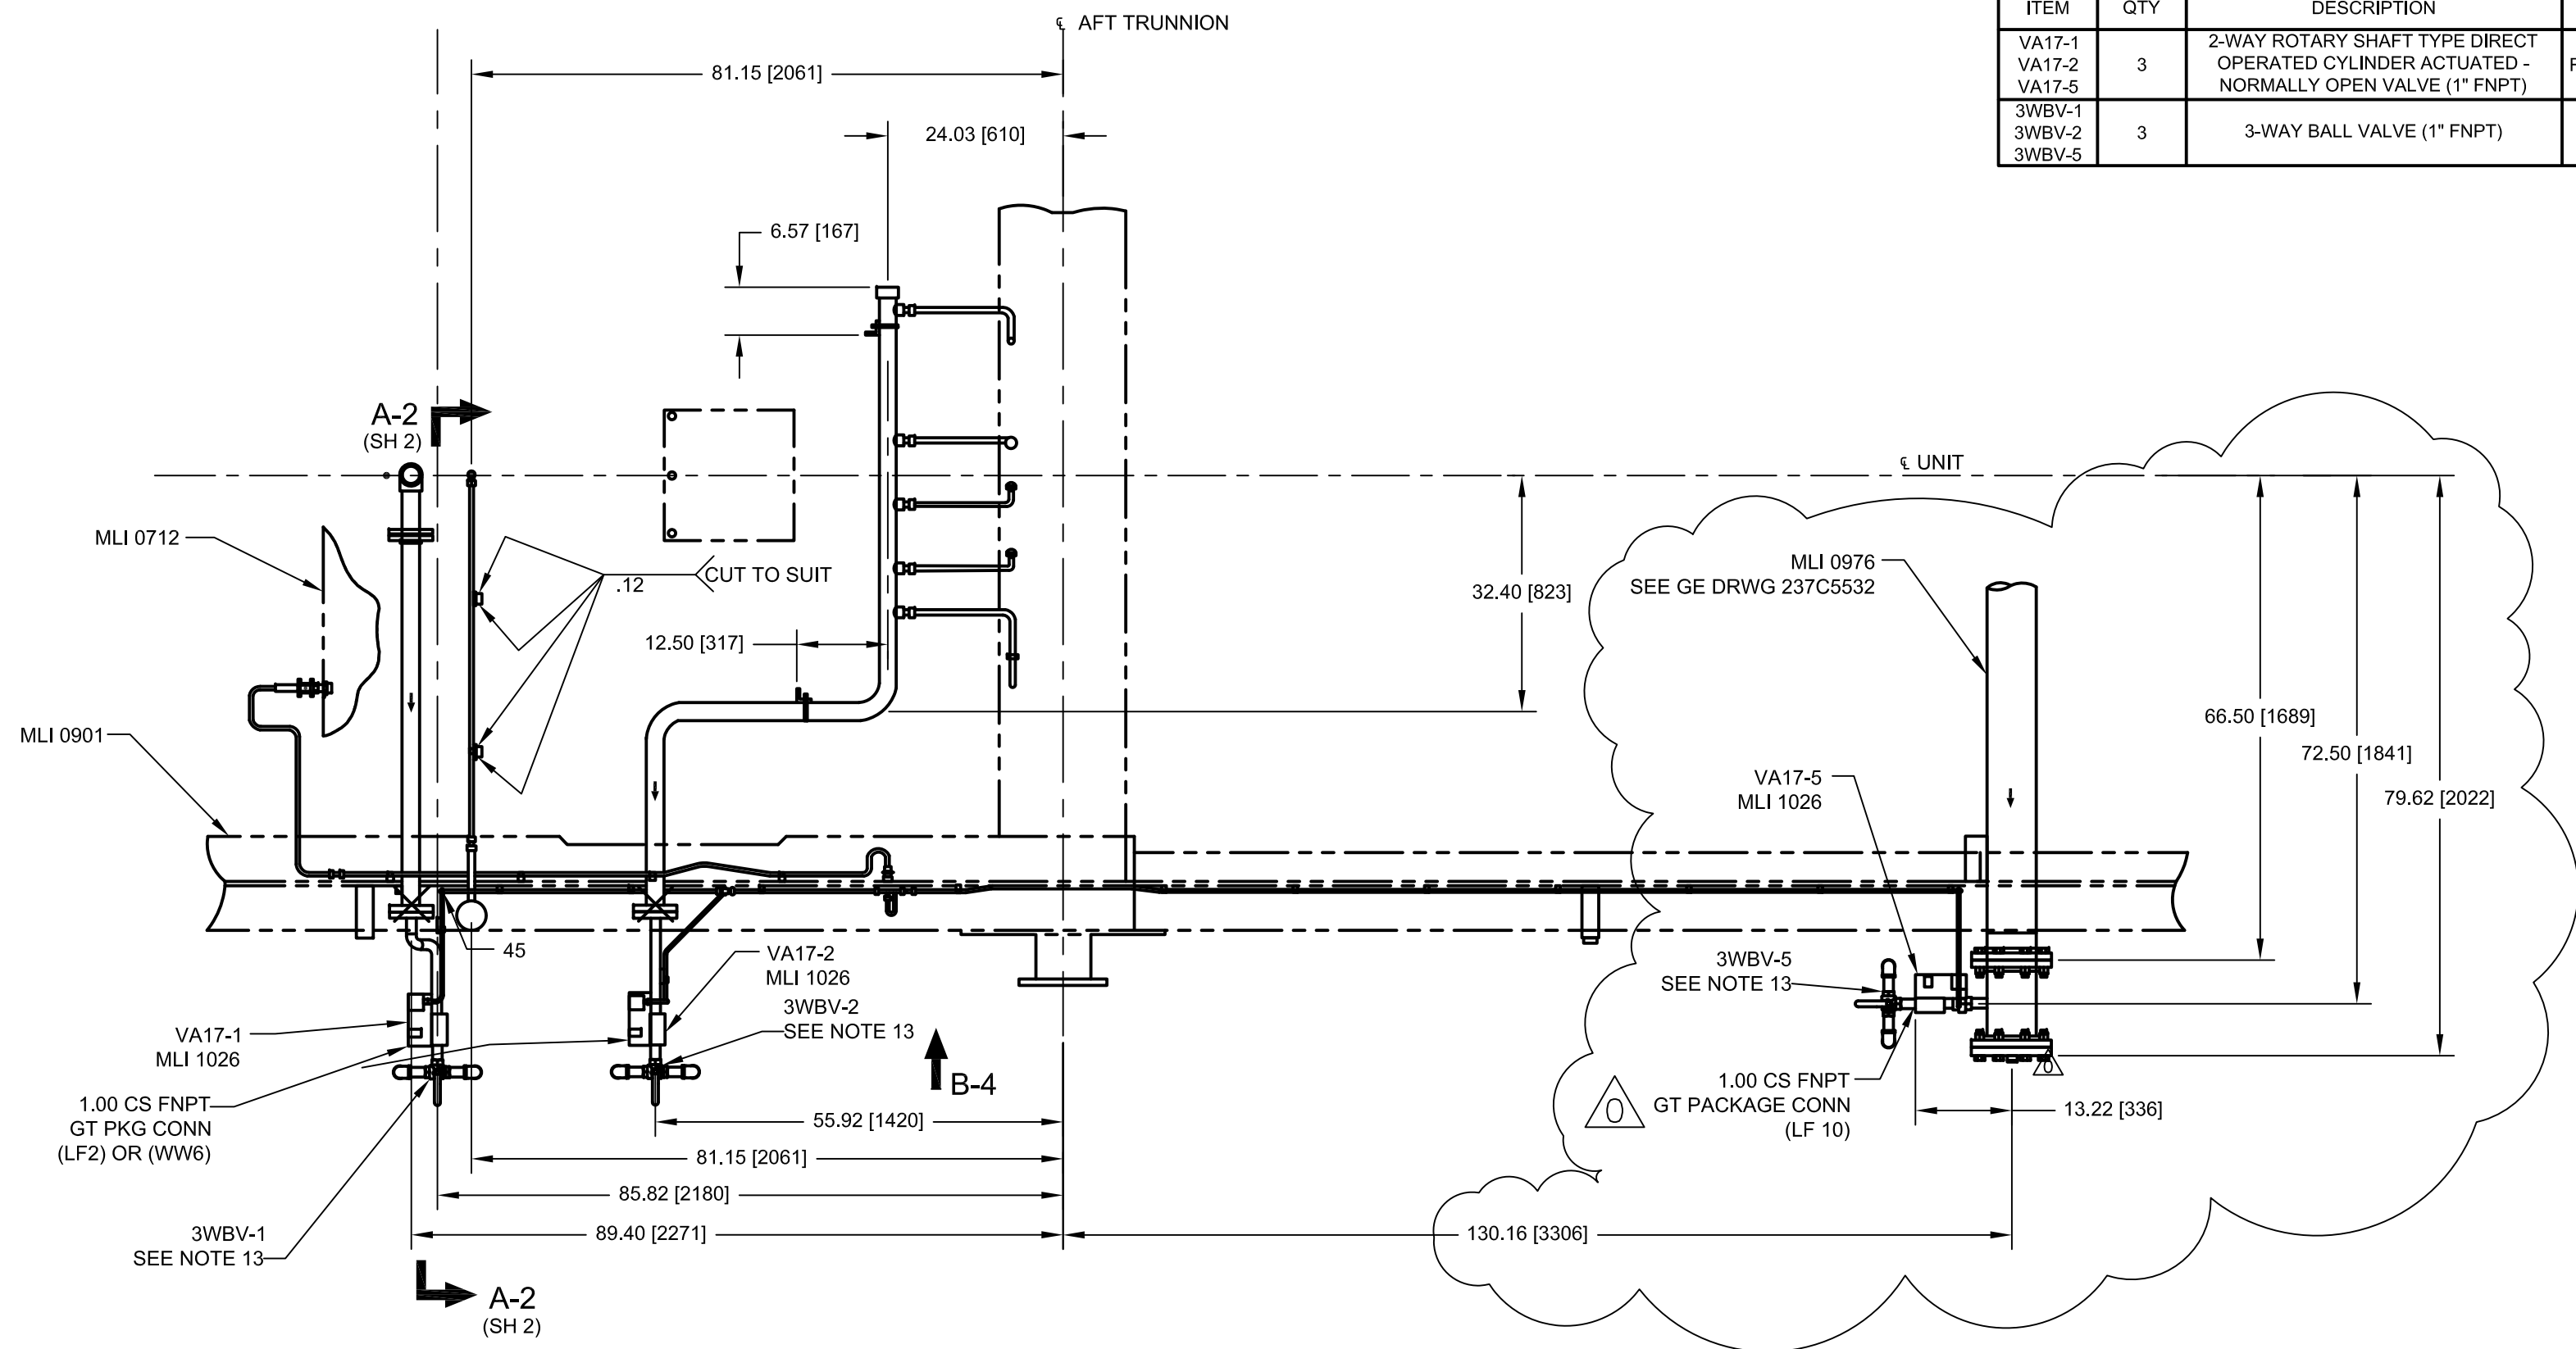 ITEM QTY DESCRIPTION
VA17-1
VA17-2
VA17-5
3
2-WAY ROTARY SHAFT TYPE DIRECT
OPERATED CYLINDER ACTUATED -
NORMALLY OPEN VALVE (1" FNPT)
3WBV-1
3WBV-2
3WBV-5
3
3-WAY BALL VALVE (1" FNPT)
℄ AFT TRUNNION
81.15 [2061]
24.03 [610]
6.57 [167]
A-2
(SH 2)
℄ UNIT
MLI 0712
.12
CUT TO SUIT
MLI 0976
SEE GE DRWG 237C5532
32.40 [823]
12.50 [317]
MLI 0901
66.50 [1689]
72.50 [1841]
79.62 [2022]
VA17-5
MLI 1026
45
VA17-2
MLI 1026
3WBV-2
SEE NOTE 13
3WBV-5
SEE NOTE 13
VA17-1
MLI 1026
B-4
1.00 CS FNPT
GT PKG CONN
(LF2) OR (WW6)
0
0
1.00 CS FNPT
GT PACKAGE CONN
(LF 10)
13.22 [336]
55.92 [1420]
81.15 [2061]
85.82 [2180]
89.40 [2271]
130.16 [3306]
3WBV-1
SEE NOTE 13
A-2
(SH 2)